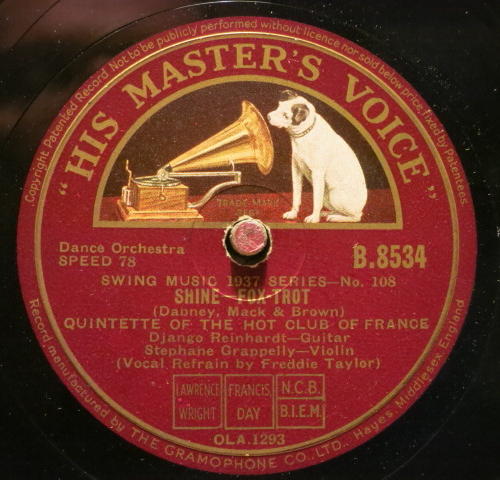 Copyright Patented Record Not to be publicly performed without licence nor sold below price fixed by Patentees.
"HIS MASTER'S VOICE"
TRADE-MARK
Dance Orchestra
SPEED 78
B.8534
SWING MUSIC 1937 SERIES—No. 108
SHINE FOX-TROT
(Dabney, Mack & Brown)
QUINTETTE OF THE HOT CLUB OF FRANCE
Django Reinhardt—Guitar
Stephane Grappelly—Violin
(Vocal Refrain by Freddie Taylor)
LAWRENCE WRIGHT
FRANCIS, DAY
N.C.B.
B.I.E.M.
OLA.1293
Record manufactured by THE GRAMOPHONE CO., LTD., Hayes, Middlesex, England